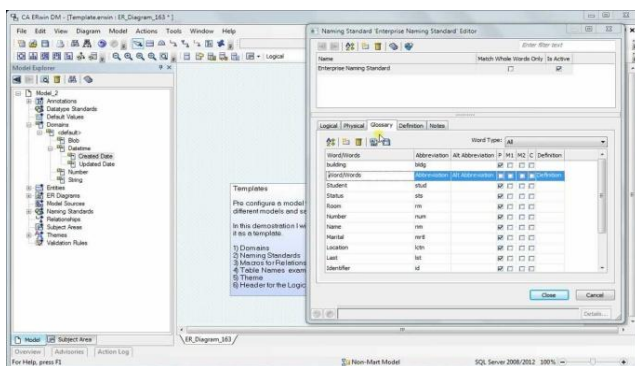 CA ERwin DM - [Template.erwin : ER_Diagram_163 * ]
File Edit View Diagram Model Actions Tools Window Help
Logical
Model Explorer
Model_2
Annotations
Datatype Standards
Default Values
Domains
<default>
Blob
Datetime
Created Date
Updated Date
Number
String
Entities
ER Diagrams
Model Sources
Naming Standards
Relationships
Subject Areas
Themes
Validation Rules
Model Subject Area
Overview Advisories Action Log
For Help, press F1
Templates
Pre configure a model
different models and se
In this demostration I wi
it as a template.
1) Domains
2) Naming Standards
3) Macros for Relations
4) Table Names exam
5) Theme
6) Header for the Logic
ER_Diagram_163
Naming Standard 'Enterprise Naming Standard' Editor
Enter filter text
Name Match Whole Words Only Is Active
Enterprise Naming Standard
Logical Physical Glossary Definition Notes
Word Type: All
Word/Words Abbreviation Alt Abbreviation P M1 M2 C Definition
building bldg
Word/Words Abbreviation Alt Abbreviation Definition
Student stud
Status sts
Room rm
Number num
Name nm
Marital mrtl
Location lctn
Last lst
Identifier id
Close Cancel
Details...
Non-Mart Model SQL Server 2008/2012 100%